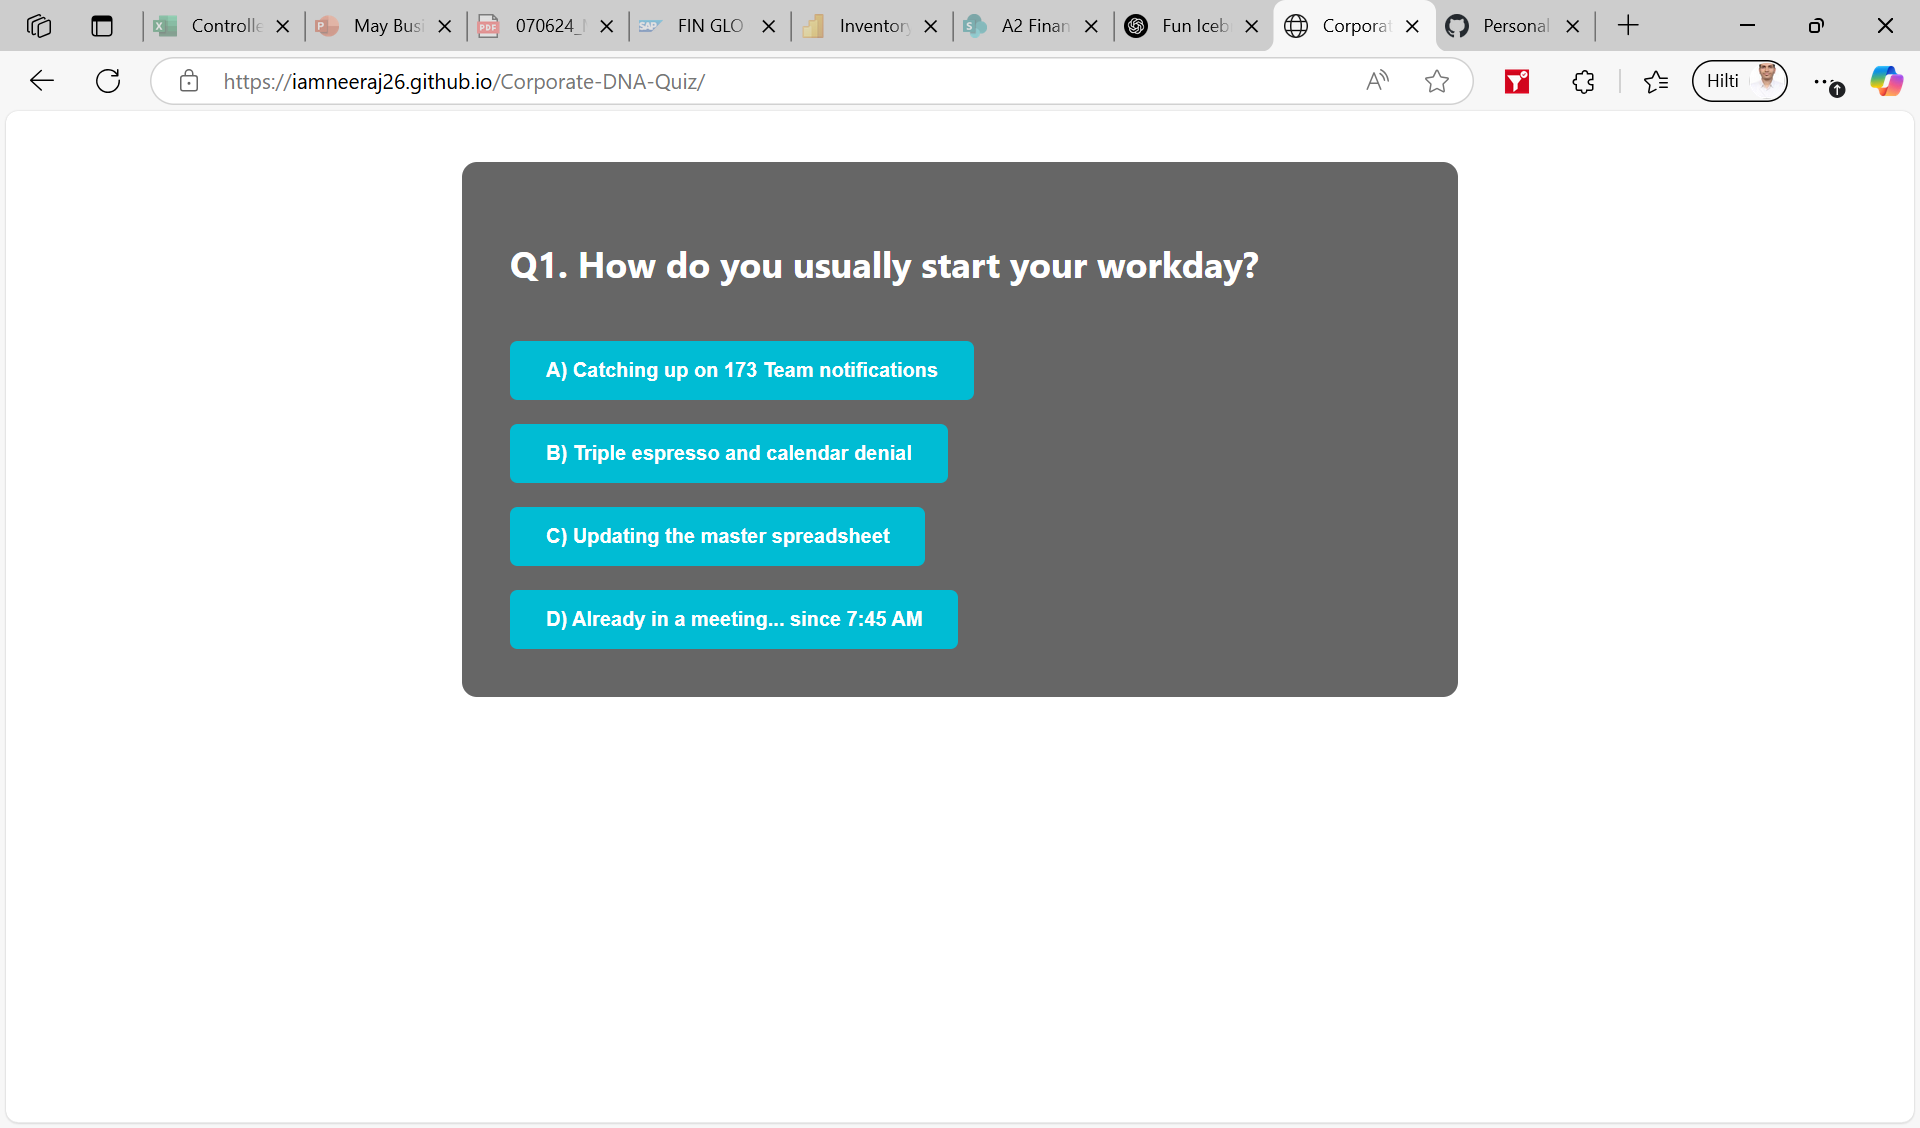 Controlle
May Busi
070624_
FIN GLO
Inventory
A2 Finan
Fun Iceb
Corporat
Personal
https://iamneeraj26.github.io/Corporate-DNA-Quiz/
Hilti
Q1. How do you usually start your workday?
A) Catching up on 173 Team notifications
B) Triple espresso and calendar denial
C) Updating the master spreadsheet
D) Already in a meeting... since 7:45 AM